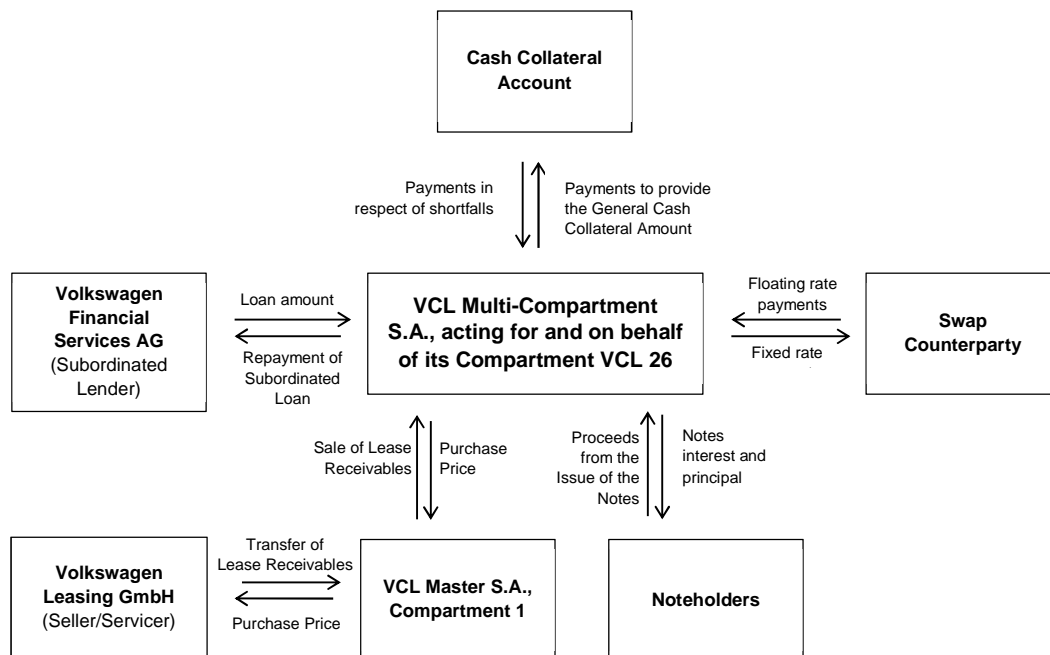 Cash Collateral
Account
Payments in
respect of shortfalls
Payments to provide
the General Cash
Collateral Amount
Volkswagen
Financial
Services AG
(Subordinated
Lender)
Loan amount
Repayment of
Subordinated
Loan
VCL Multi-Compartment
S.A., acting for and on behalf
of its Compartment VCL 26
Floating rate
payments
Fixed rate
Swap
Counterparty
Sale of Lease
Receivables
Purchase
Price
Proceeds
from the
Issue of the
Notes
Notes
interest and
principal
Volkswagen
Leasing GmbH
(Seller/Servicer)
Transfer of
Lease Receivables
Purchase Price
VCL Master S.A.,
Compartment 1
Noteholders